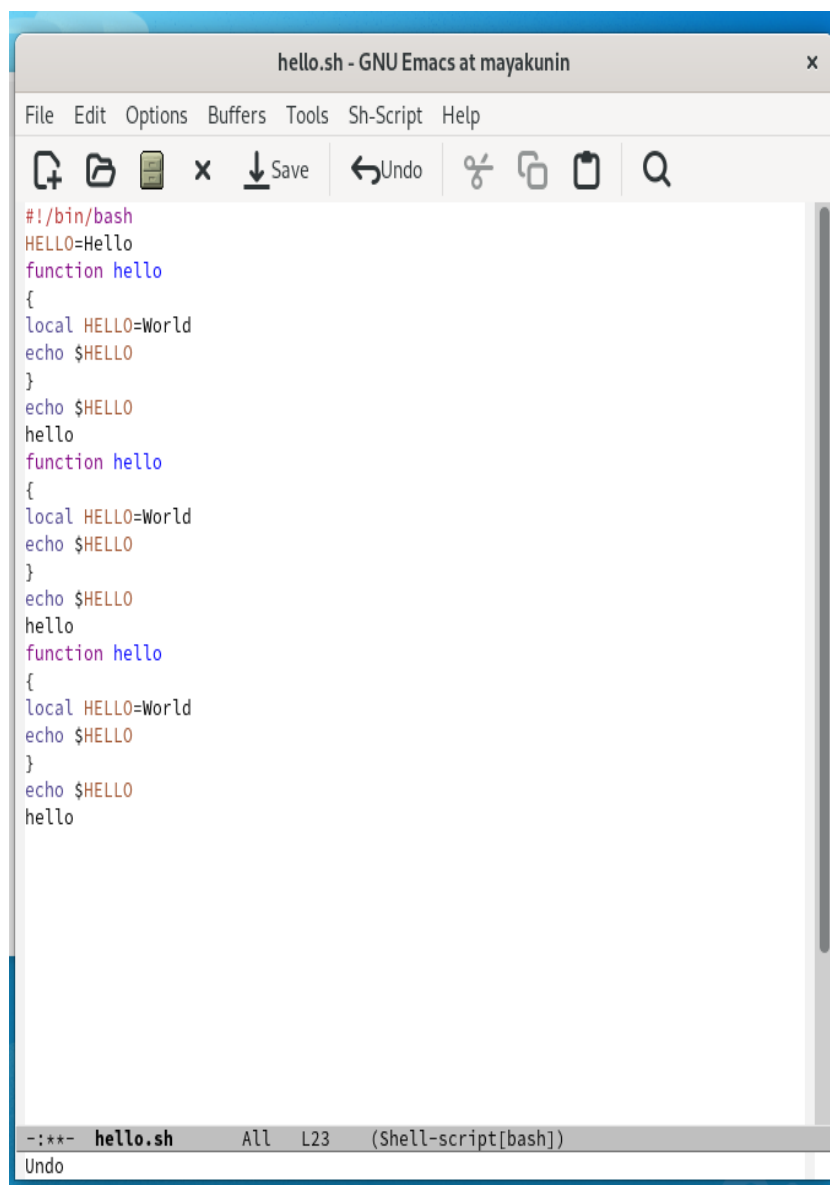 hello.sh - GNU Emacs at mayakunin x
File Edit Options Buffers Tools Sh-Script Help
Save Undo
#!/bin/bash
HELLO=Hello
function hello
{
local HELLO=World
echo $HELLO
}
echo $HELLO
hello
function hello
{
local HELLO=World
echo $HELLO
}
echo $HELLO
hello
function hello
{
local HELLO=World
echo $HELLO
}
echo $HELLO
hello
-:**- hello.sh All L23 (Shell-script[bash])
Undo